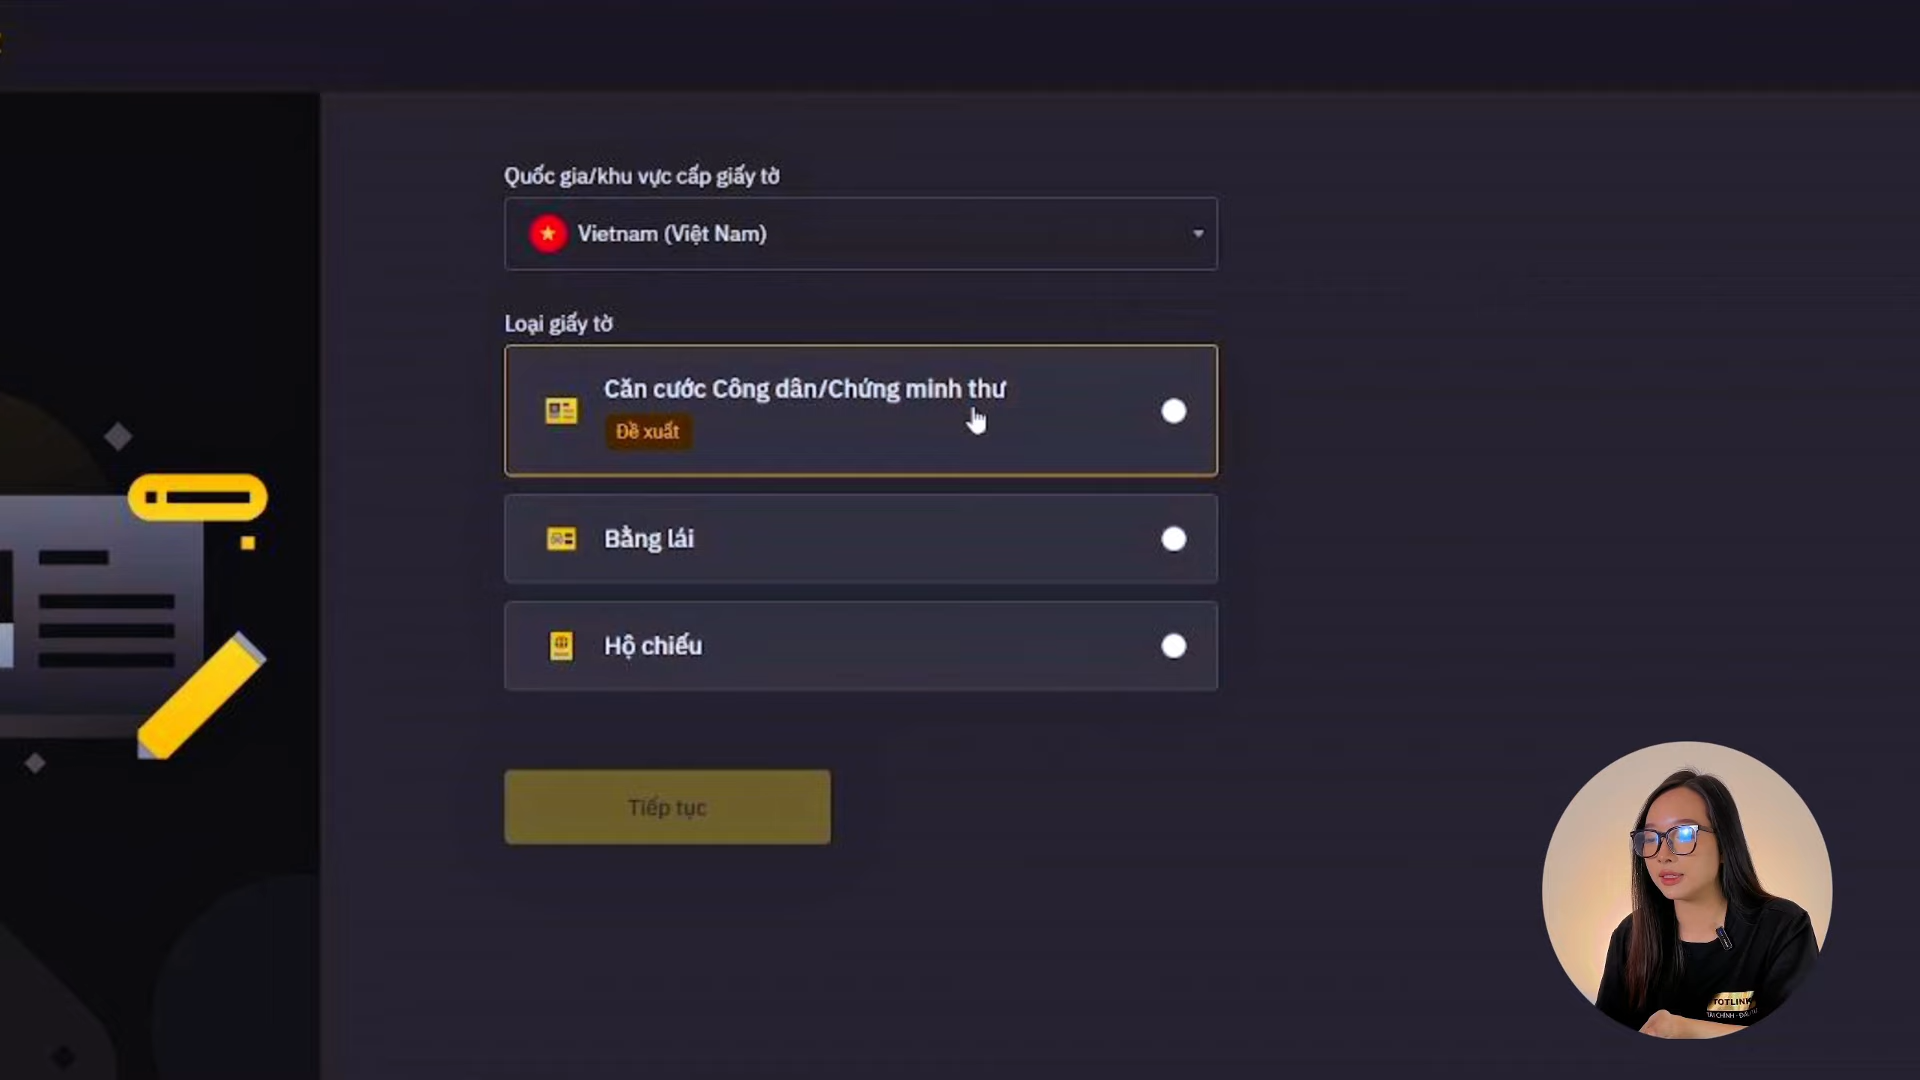 Quốc gia/khu vực cấp giấy tờ
Vietnam (Việt Nam)
Loại giấy tờ
Căn cước Công dân/Chứng minh thư
Đề xuất
Bằng lái
Hộ chiếu
Tiếp tục
TOTLINK